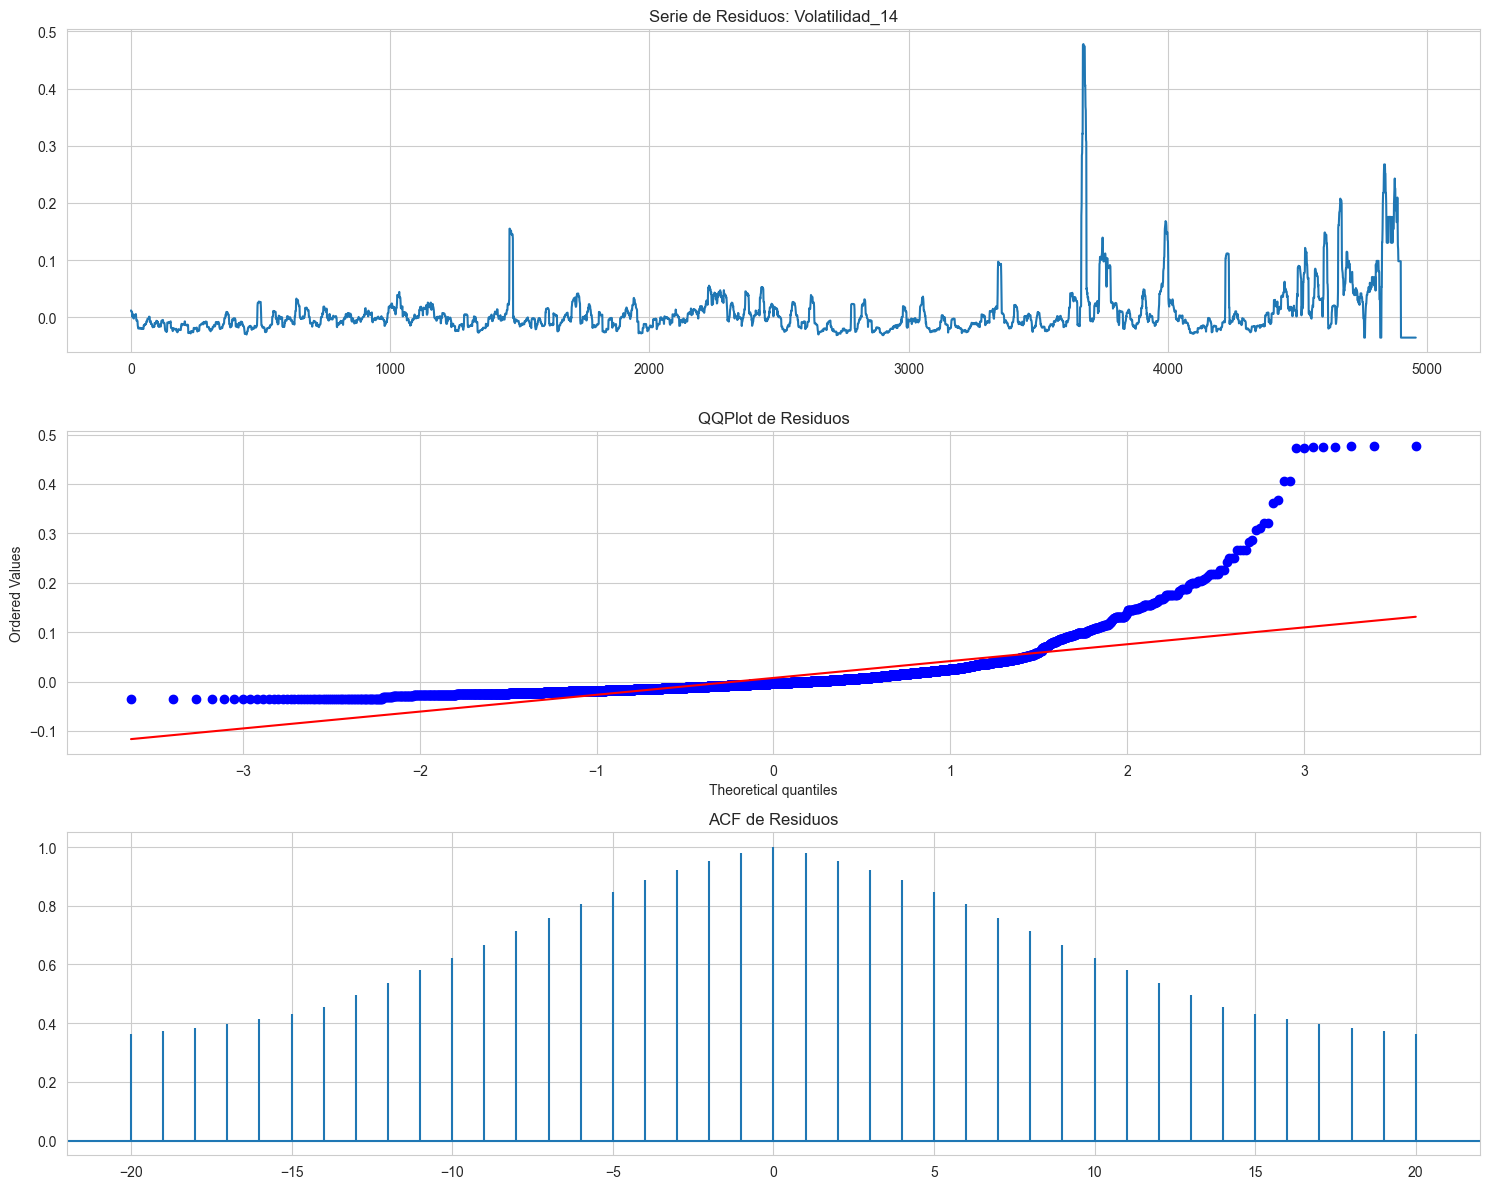 Serie de Residuos: Volatilidad_14
0.5
0.4
0.3
0.2
0.1
0.0
0 1000 2000 3000 4000 5000
QQPlot de Residuos
Ordered Values
0.5
0.4
0.3
0.2
0.1
0.0
−0.1
−3 −2 −1 0 1 2 3
Theoretical quantiles
ACF de Residuos
1.0
0.8
0.6
0.4
0.2
0.0
−20 −15 −10 −5 0 5 10 15 20